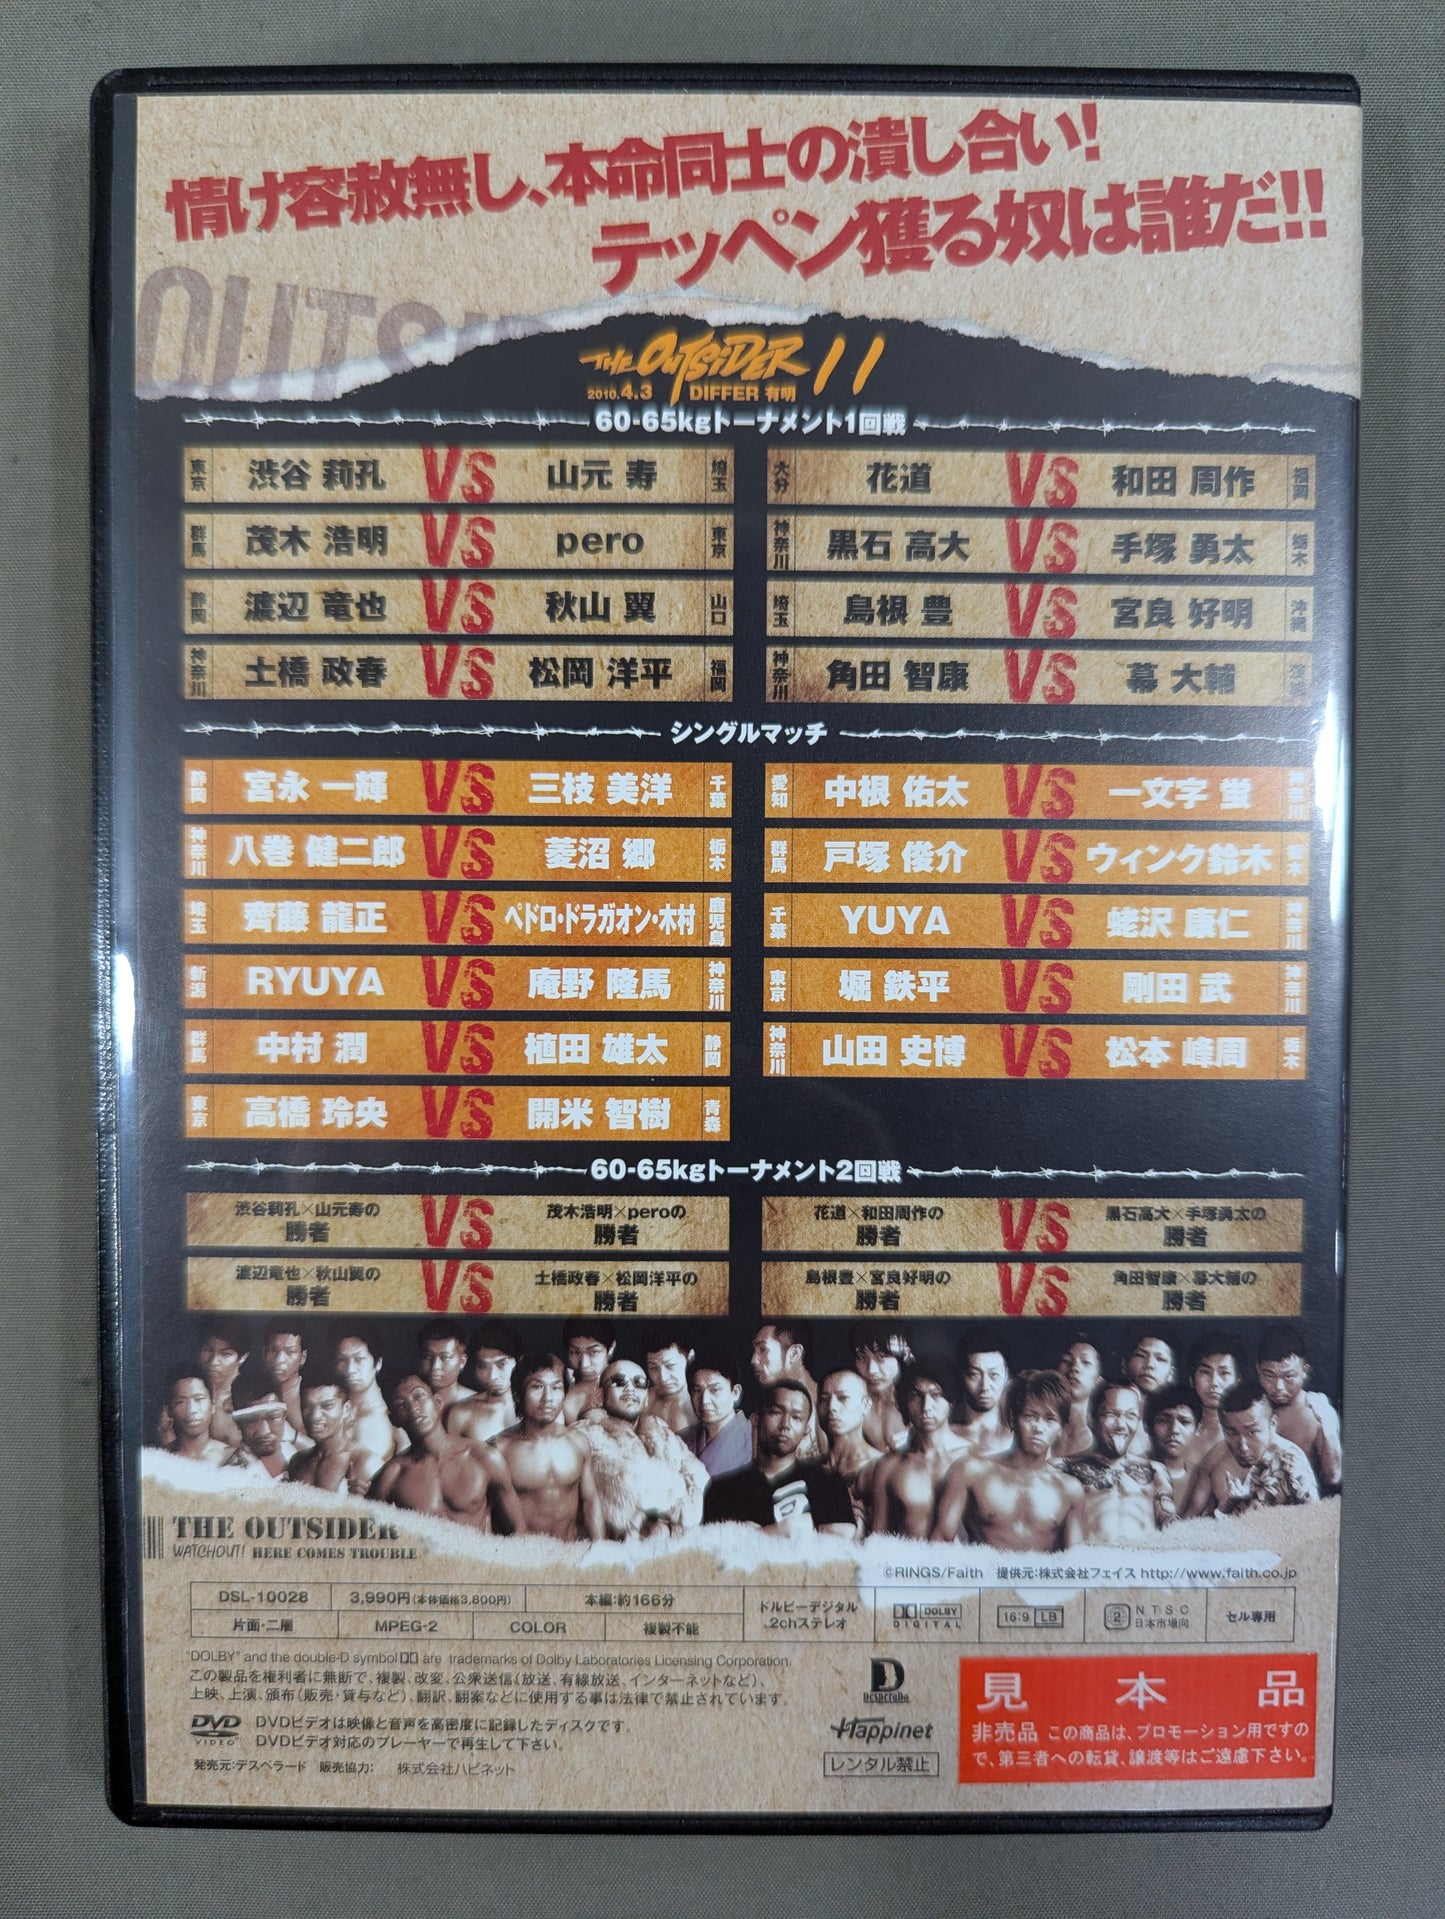 情け容赦無し、本命同士の潰し合い!
テッペン獲る奴は誰だ!!
THE OUTSIDER 11
2010.4.3 DIFFER 有明
60-65kgトーナメント1回戦
東京 渋谷 莉孔 VS 山元 寿 埼玉
群馬 茂木 浩明 VS pero 東京
静岡 渡辺 竜也 VS 秋山 翼 山口
神奈川 土橋 政春 VS 松岡 洋平 福岡
大分 花道 VS 和田 周作 福岡
神奈川 黒石 高大 VS 手塚 勇太 栃木
埼玉 島根 豊 VS 宮良 好明 沖縄
神奈川 角田 智康 VS 幕 大輔 茨城
シングルマッチ
静岡 宮永 一輝 VS 三枝 美洋 千葉
神奈川 八巻 健二郎 VS 菱沼 郷 栃木
埼玉 齊藤 龍正 VS ペドロ・ドラガオン・木村 鹿児島
新潟 RYUYA VS 庵野 隆馬 神奈川
群馬 中村 潤 VS 植田 雄太 静岡
東京 高橋 玲央 VS 開米 智樹 青森
愛知 中根 佑太 VS 一文字 蛍 神奈川
群馬 戸塚 俊介 VS ウィンク鈴木 栃木
千葉 YUYA VS 蛯沢 康仁 神奈川
東京 堀 鉄平 VS 剛田 武 神奈川
神奈川 山田 史博 VS 松本 峰周 栃木
60-65kgトーナメント2回戦
渋谷莉孔×山元寿の
勝者
VS
茂木浩明×peroの
勝者
渡辺竜也×秋山翼の
勝者
VS
土橋政春×松岡洋平の
勝者
花道×和田周作の
勝者
VS
黒石高大×手塚勇太の
勝者
島根豊×宮良好明の
勝者
VS
角田智康×幕大輔の
勝者
THE OUTSIDER
WATCHOUT! HERE COMES TROUBLE
©RINGS/Faith 提供元:株式会社フェイス http://www.faith.co.jp
DSL-10028 3,990円(本体価格3,800円) 本編:約166分
片面・二層 MPEG-2 COLOR 複製不能
ドルビーデジタル
2chステレオ
DOLBY
DIGITAL
16:9 LB
2 NTSC
日本市場向
セル専用
"DOLBY" and the double-D symbol are trademarks of Dolby Laboratories Licensing Corporation.
この製品を権利者に無断で、複製、改変、公衆送信(放送、有線放送、インターネットなど)、
上映、上演、頒布(販売・貸与など)、翻訳、翻案などに使用する事は法律で禁止されています。
DVD VIDEO
DVDビデオは映像と音声を高密度に記録したディスクです。
DVDビデオ対応のプレーヤーで再生して下さい。
発売元:デスペラード 販売協力: 株式会社ハピネット
Desperado
Happinet
レンタル禁止
見本品
非売品 この商品は、プロモーション用ですの
で、第三者への転貸、譲渡等はご遠慮下さい。